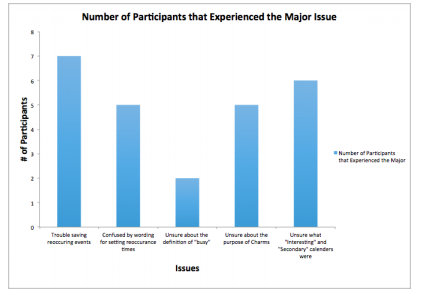 Number of Participants that Experienced the Major Issue
8
7
6
5
4
3
2
1
0
# of Participants
Trouble saving
reoccuring events
Confused by wording
for setting reoccurance
times
Unsure about the
definition of "busy"
Unsure about the
purpose of Charms
Unsure what
"Interesting" and
"Secondary" calenders
were
Issues
Number of Participants
that Experienced the Major